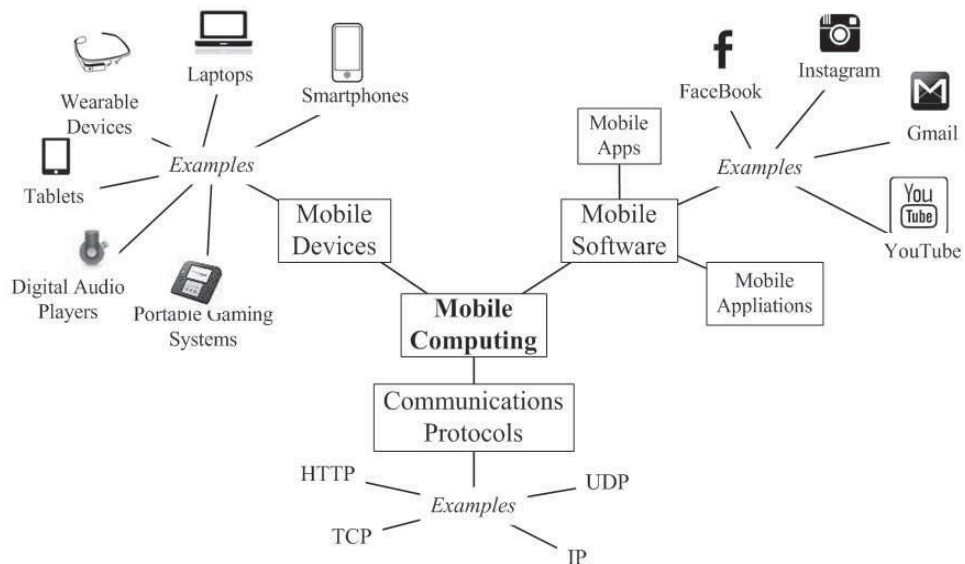 Wearable
Devices
Laptops
Smartphones
Examples
Tablets
Digital Audio
Players
Portable Gaming
Systems
Mobile
Devices
FaceBook
Instagram
Gmail
You
Tube
YouTube
Examples
Mobile
Apps
Mobile
Software
Mobile
Appliations
Mobile
Computing
Communications
Protocols
HTTP
UDP
Examples
TCP
IP